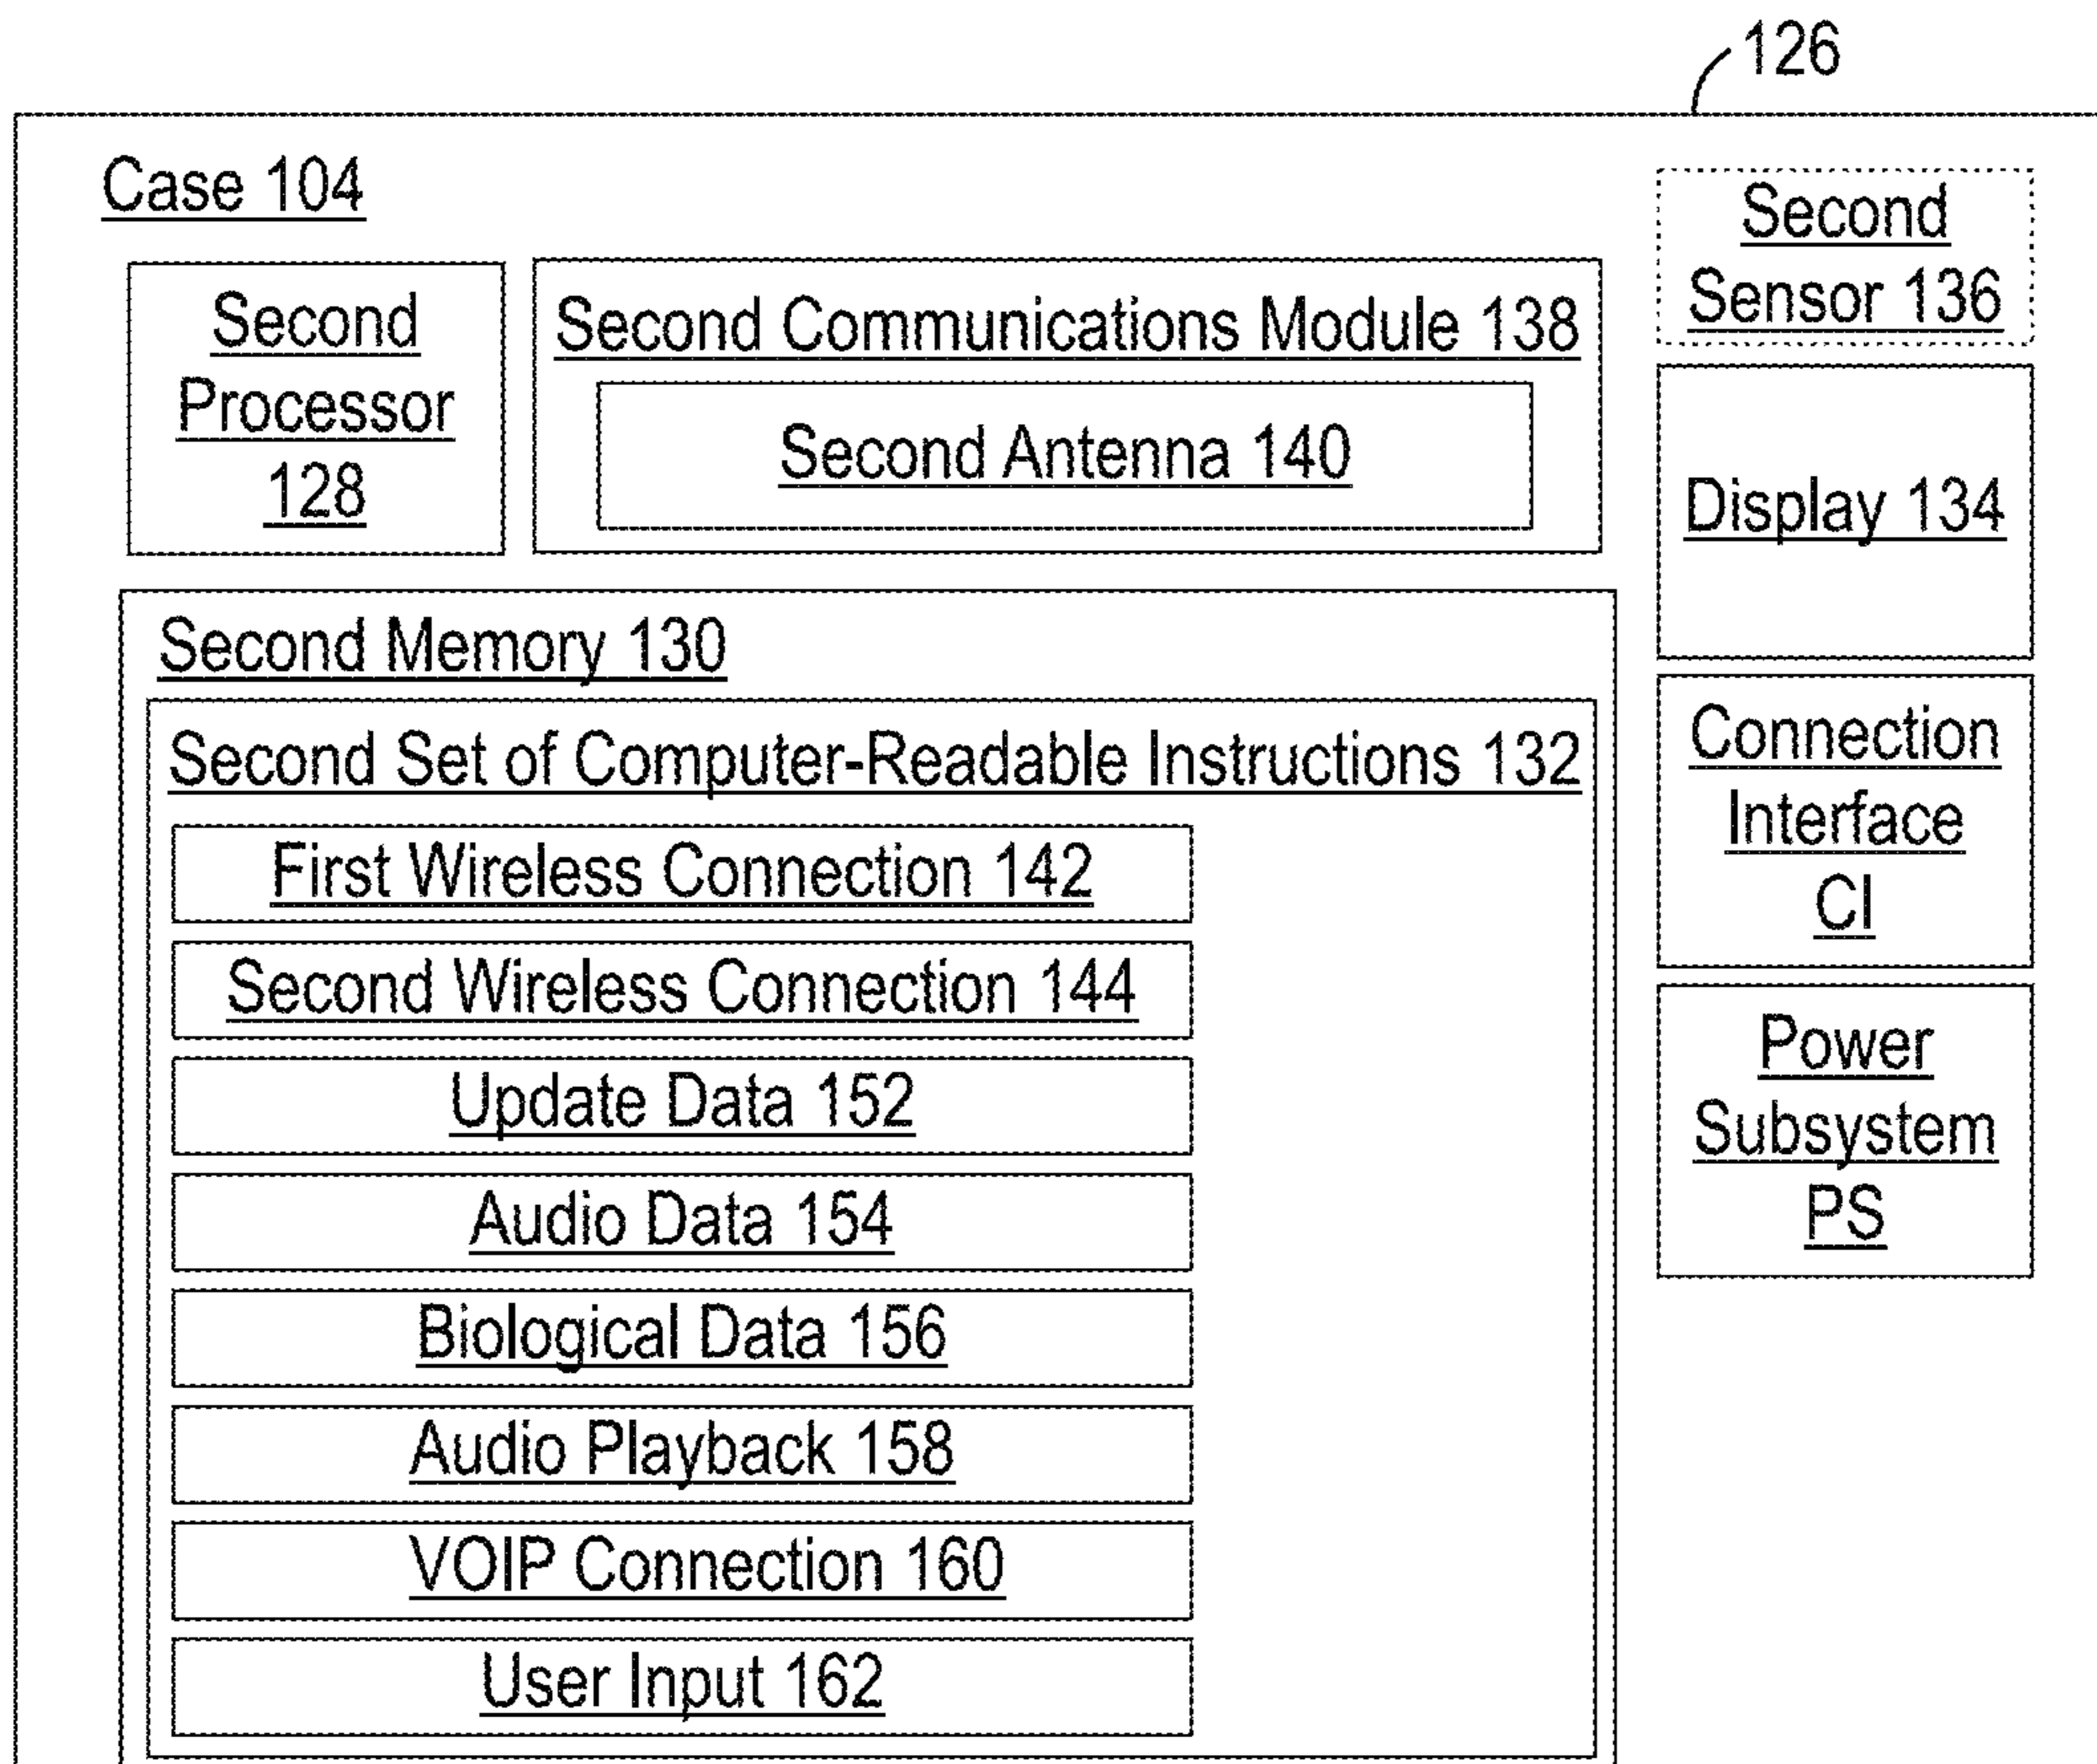 126
Case 104
Second
Processor
128
Second Communications Module 138
Second Antenna 140
Second
Sensor 136
Display 134
Connection
Interface
CI
Power
Subsystem
PS
Second Memory 130
Second Set of Computer-Readable Instructions 132
First Wireless Connection 142
Second Wireless Connection 144
Update Data 152
Audio Data 154
Biological Data 156
Audio Playback 158
VOIP Connection 160
User Input 162